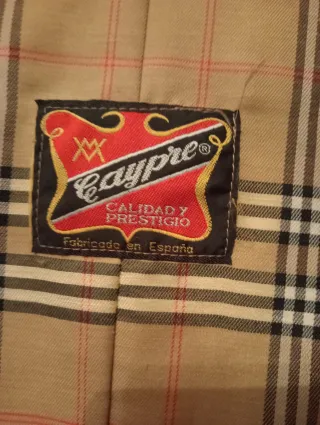 Caypre®
CALIDAD Y
PRESTIGIO
Fabricado en España